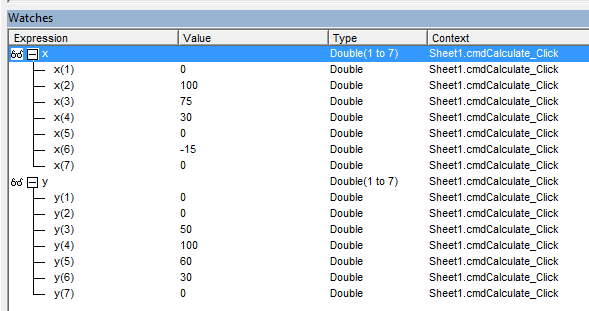 Watches
Expression Value Type Context
x Double(1 to 7) Sheet1.cmdCalculate_Click
x(1) 0 Double Sheet1.cmdCalculate_Click
x(2) 100 Double Sheet1.cmdCalculate_Click
x(3) 75 Double Sheet1.cmdCalculate_Click
x(4) 30 Double Sheet1.cmdCalculate_Click
x(5) 0 Double Sheet1.cmdCalculate_Click
x(6) -15 Double Sheet1.cmdCalculate_Click
x(7) 0 Double Sheet1.cmdCalculate_Click
y Double(1 to 7) Sheet1.cmdCalculate_Click
y(1) 0 Double Sheet1.cmdCalculate_Click
y(2) 0 Double Sheet1.cmdCalculate_Click
y(3) 50 Double Sheet1.cmdCalculate_Click
y(4) 100 Double Sheet1.cmdCalculate_Click
y(5) 60 Double Sheet1.cmdCalculate_Click
y(6) 30 Double Sheet1.cmdCalculate_Click
y(7) 0 Double Sheet1.cmdCalculate_Click